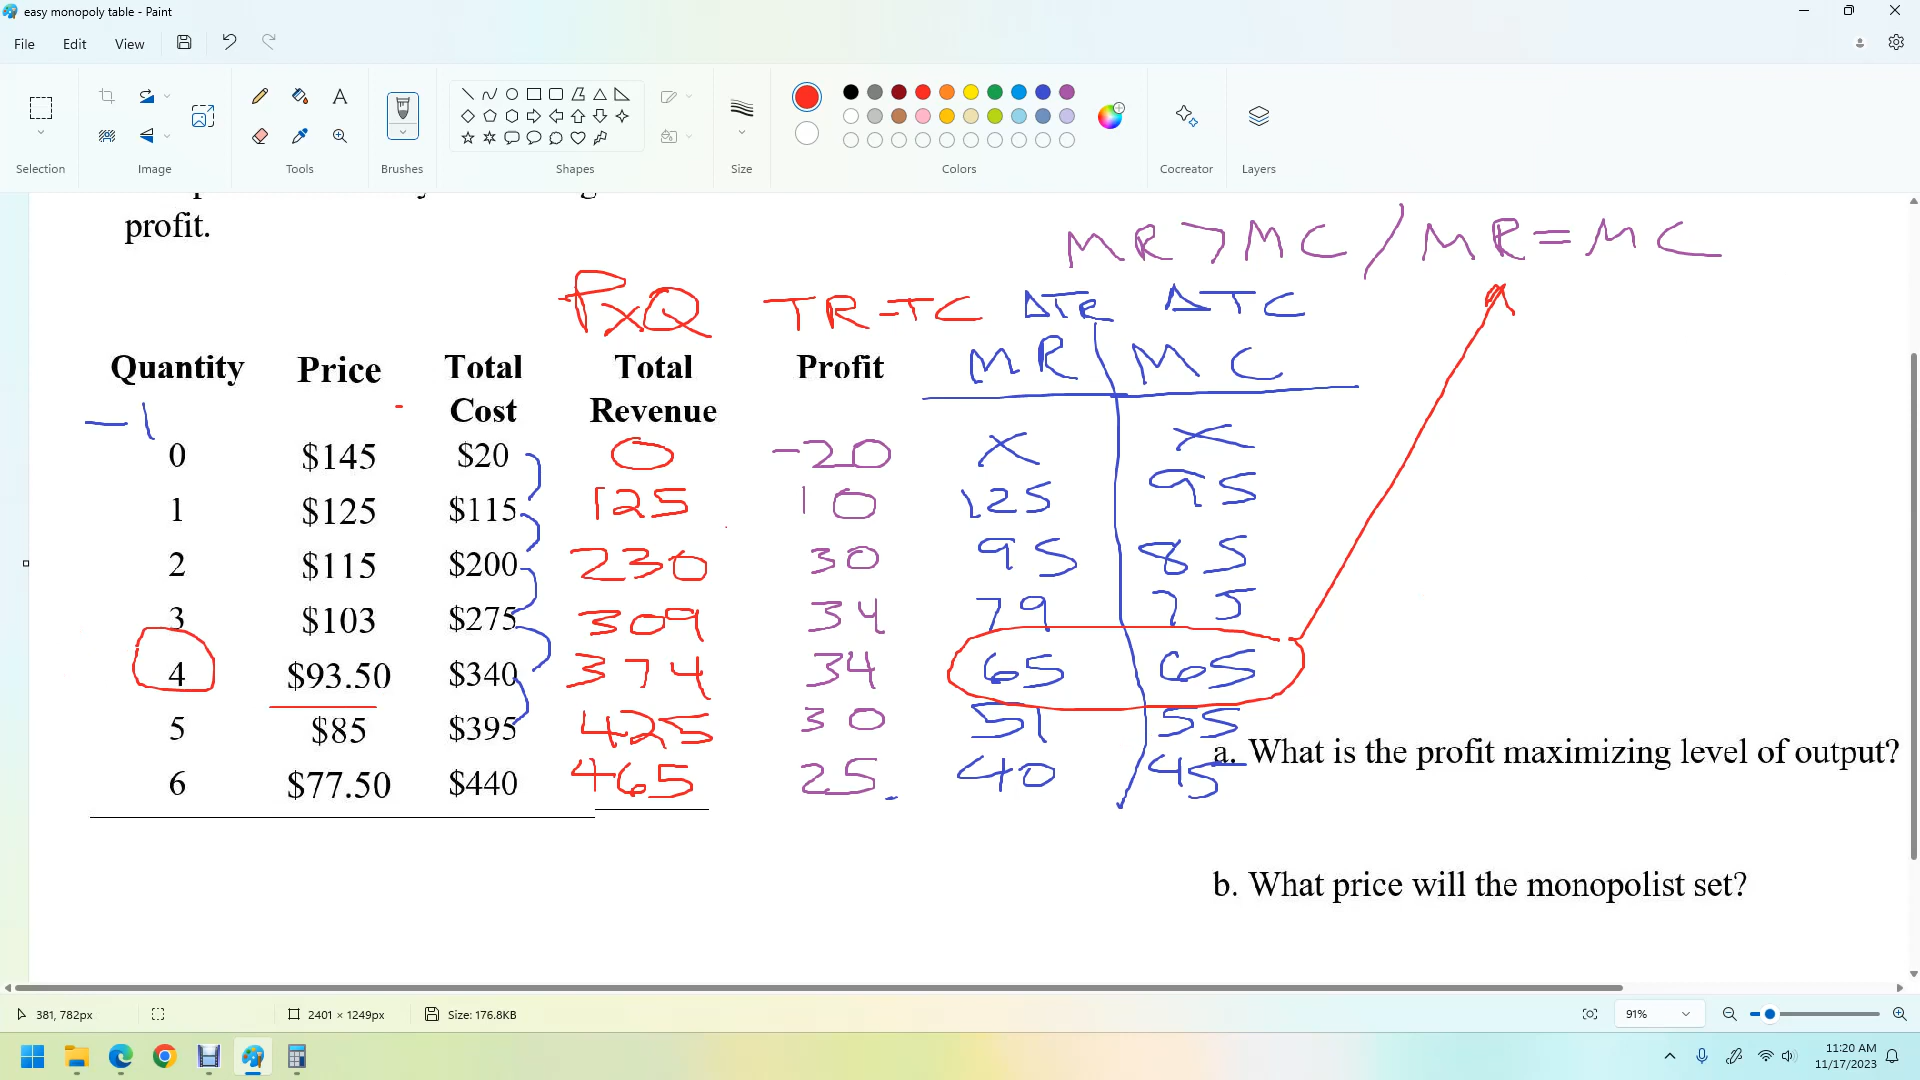 easy monopoly table - Paint
File Edit View
Selection Image Tools Brushes Shapes Size Colors Cocreator Layers
profit.
MR>MC / MR=MC
PxQ TR=TC ΔTR ΔTC
Quantity Price Total Cost Total Revenue Profit MR MC
-1
0 $145 $20 0 -20 X X
1 $125 $115 125 10 125 95
2 $115 $200 230 30 95 85
3 $103 $275 309 34 79 75
4 $93.50 $340 374 34 65 65
5 $85 $395 425 30 51 55
6 $77.50 $440 465 25 40 45
a. What is the profit maximizing level of output?
b. What price will the monopolist set?
381, 782px 2401 × 1249px Size: 176.8KB 91%
11:20 AM
11/17/2023